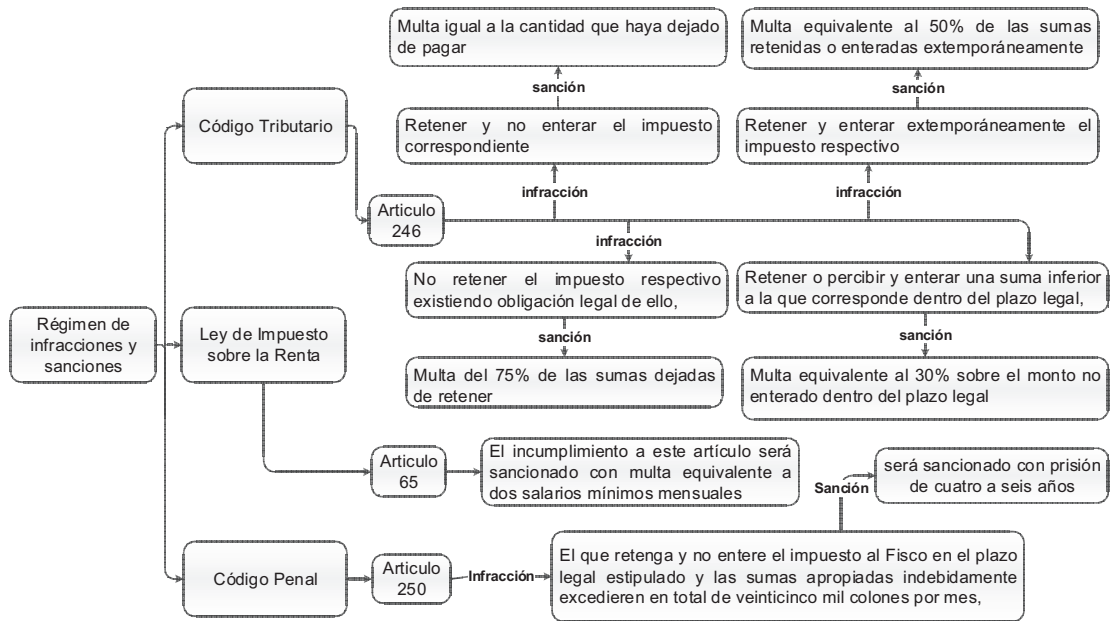 Multa igual a la cantidad que haya dejado
de pagar
Multa equivalente al 50% de las sumas
retenidas o enteradas extemporáneamente
sanción
sanción
Código Tributario
Retener y no enterar el impuesto
correspondiente
Retener y enterar extemporáneamente el
impuesto respectivo
infracción
infracción
Articulo
246
infracción
No retener el impuesto respectivo
existiendo obligación legal de ello,
Retener o percibir y enterar una suma inferior
a la que corresponde dentro del plazo legal,
Régimen de
infracciones y
sanciones
Ley de Impuesto
sobre la Renta
sanción
sanción
Multa del 75% de las sumas dejadas
de retener
Multa equivalente al 30% sobre el monto no
enterado dentro del plazo legal
Articulo
65
El incumplimiento a este artículo será
sancionado con multa equivalente a
dos salarios mínimos mensuales
Sanción
será sancionado con prisión
de cuatro a seis años
Código Penal
Articulo
250
Infracción
El que retenga y no entere el impuesto al Fisco en el plazo
legal estipulado y las sumas apropiadas indebidamente
excedieren en total de veinticinco mil colones por mes,